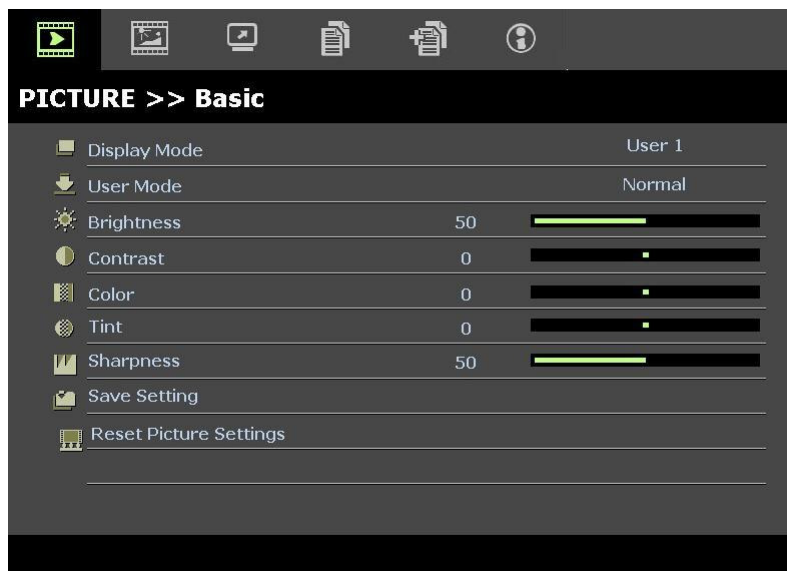 PICTURE >> Basic
Display Mode User 1
User Mode Normal
Brightness 50
Contrast 0
Color 0
Tint 0
Sharpness 50
Save Setting
Reset Picture Settings